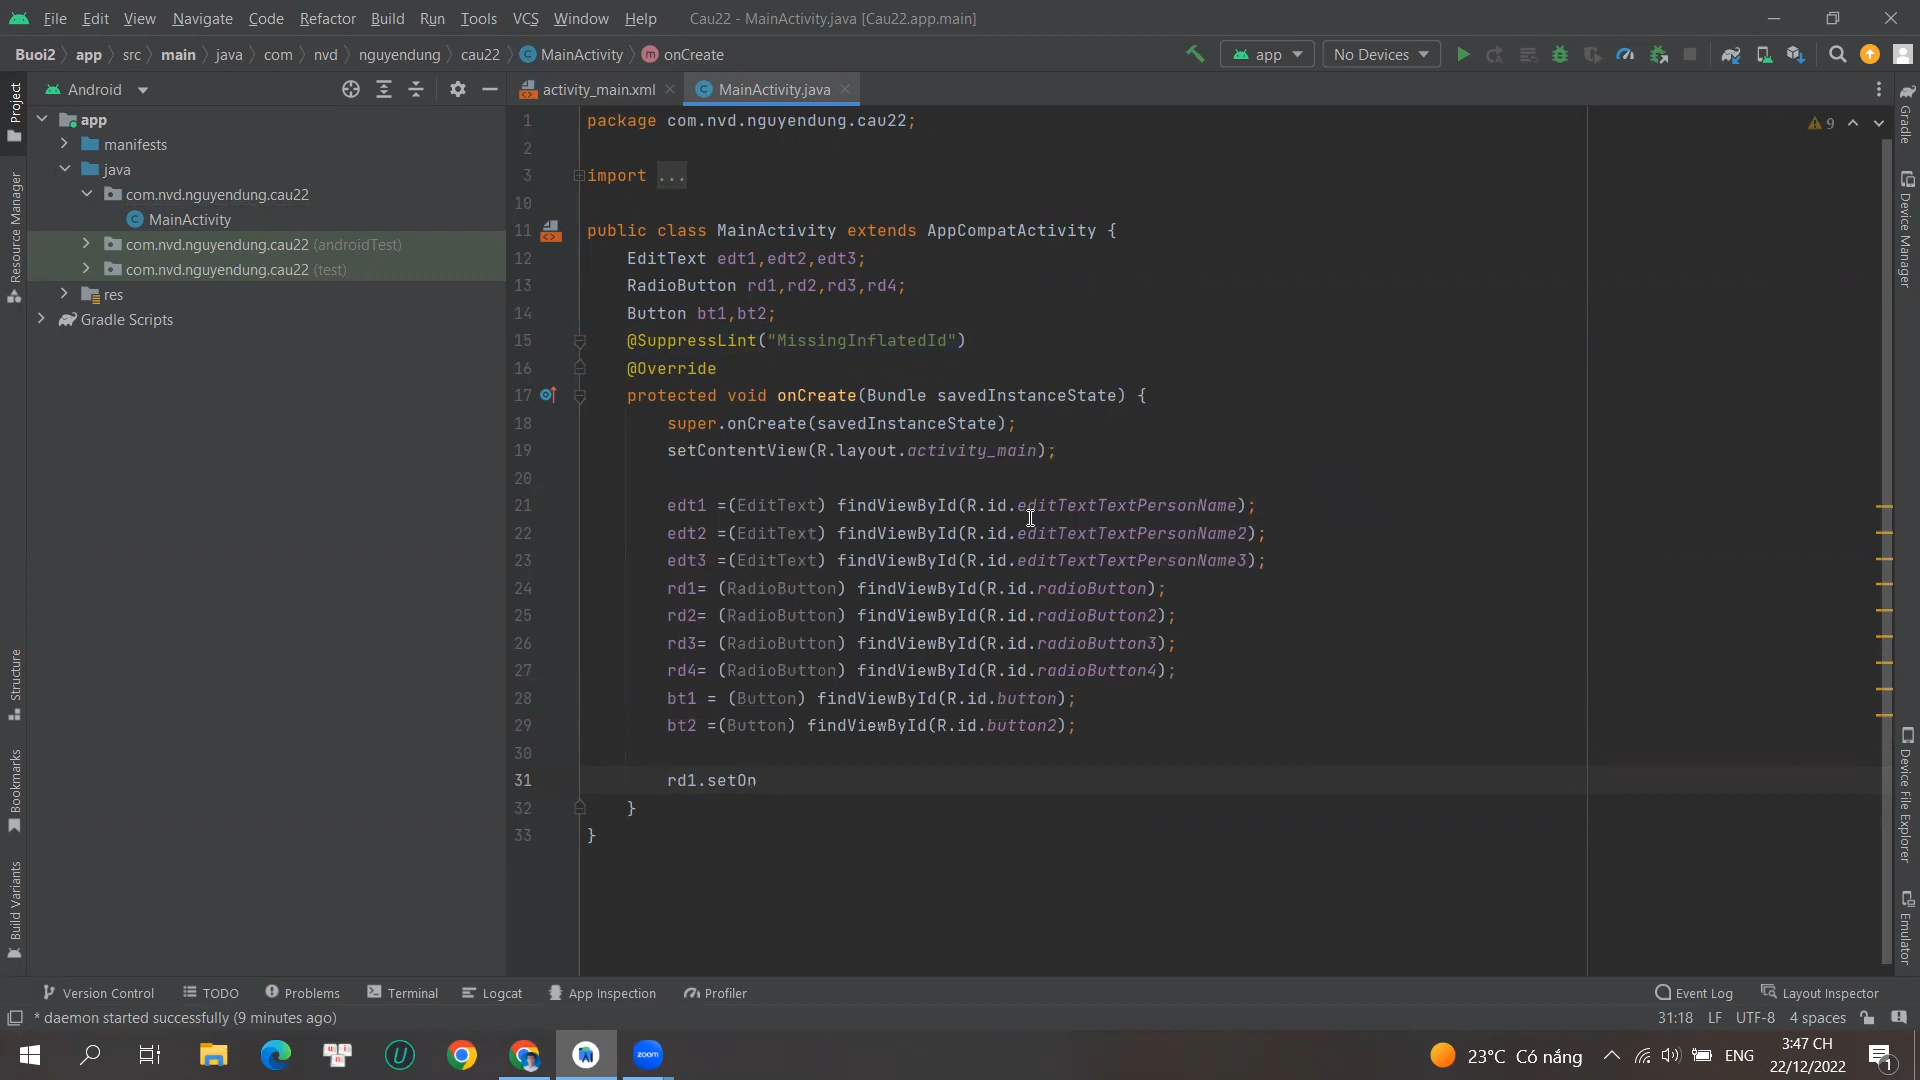 File Edit View Navigate Code Refactor Build Run Tools VCS Window Help Cau22 - MainActivity.java [Cau22.app.main]
Buoi2 app src main java com nvd nguyendung cau22 MainActivity onCreate app No Devices
Project
Android
activity_main.xml MainActivity.java
app
manifests
java
com.nvd.nguyendung.cau22
MainActivity
com.nvd.nguyendung.cau22 (androidTest)
com.nvd.nguyendung.cau22 (test)
res
Gradle Scripts
Resource Manager
Structure
Bookmarks
Build Variants
1 package com.nvd.nguyendung.cau22;
2
3 import ...
10
11 public class MainActivity extends AppCompatActivity {
12 EditText edt1,edt2,edt3;
13 RadioButton rd1,rd2,rd3,rd4;
14 Button bt1,bt2;
15 @SuppressLint("MissingInflatedId")
16 @Override
17 protected void onCreate(Bundle savedInstanceState) {
18 super.onCreate(savedInstanceState);
19 setContentView(R.layout.activity_main);
20
21 edt1 =(EditText) findViewById(R.id.editTextTextPersonName);
22 edt2 =(EditText) findViewById(R.id.editTextTextPersonName2);
23 edt3 =(EditText) findViewById(R.id.editTextTextPersonName3);
24 rd1= (RadioButton) findViewById(R.id.radioButton);
25 rd2= (RadioButton) findViewById(R.id.radioButton2);
26 rd3= (RadioButton) findViewById(R.id.radioButton3);
27 rd4= (RadioButton) findViewById(R.id.radioButton4);
28 bt1 = (Button) findViewById(R.id.button);
29 bt2 =(Button) findViewById(R.id.button2);
30
31 rd1.setOn
32 }
33 }
9
Gradle
Device Manager
Device File Explorer
Emulator
Version Control TODO Problems Terminal Logcat App Inspection Profiler Event Log Layout Inspector
* daemon started successfully (9 minutes ago) 31:18 LF UTF-8 4 spaces
zoom 23°C Có nắng ENG 3:47 CH
22/12/2022 1